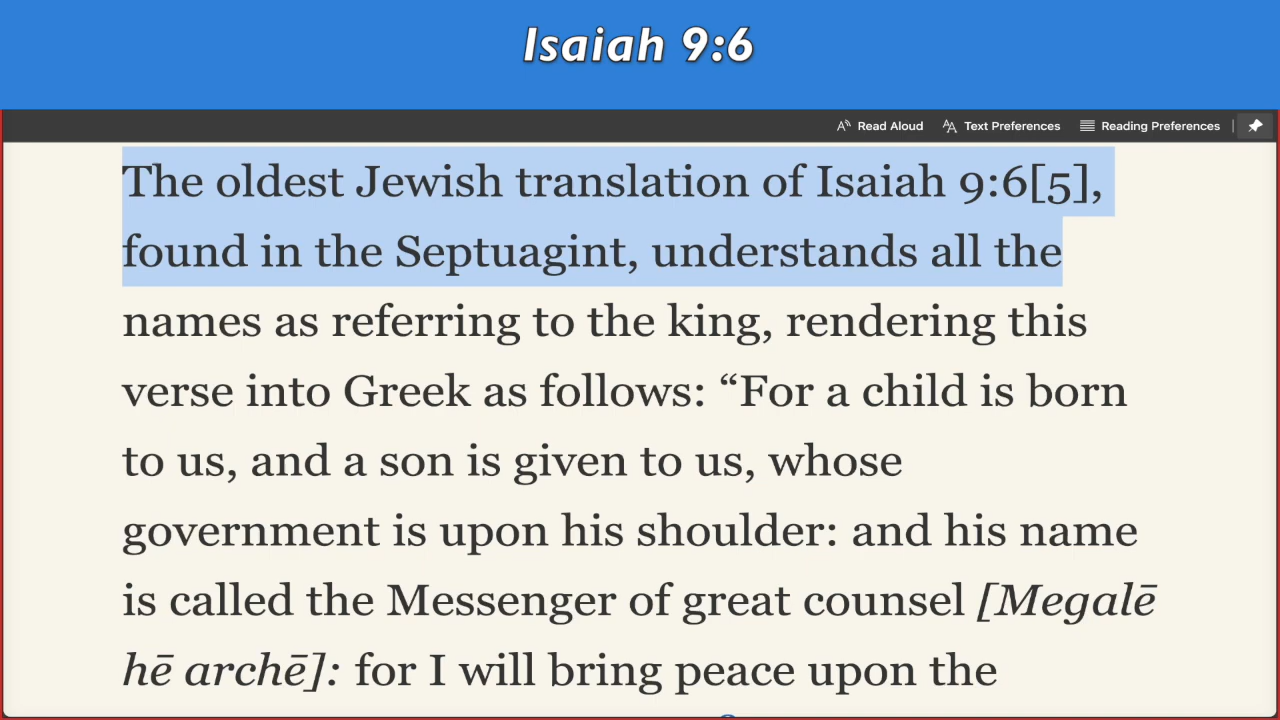 Isaiah 9:6
Read Aloud Text Preferences Reading Preferences
The oldest Jewish translation of Isaiah 9:6[5],
found in the Septuagint, understands all the
names as referring to the king, rendering this
verse into Greek as follows: “For a child is born
to us, and a son is given to us, whose
government is upon his shoulder: and his name
is called the Messenger of great counsel [Megalē
hē archē]: for I will bring peace upon the